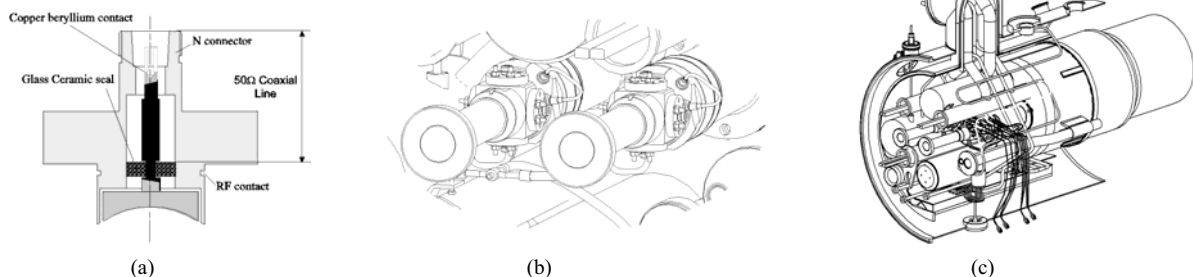 Copper beryllium contact
N connector
Glass Ceramic seal
50Ω Coaxial
Line
RF contact
(a)
(b)
(c)